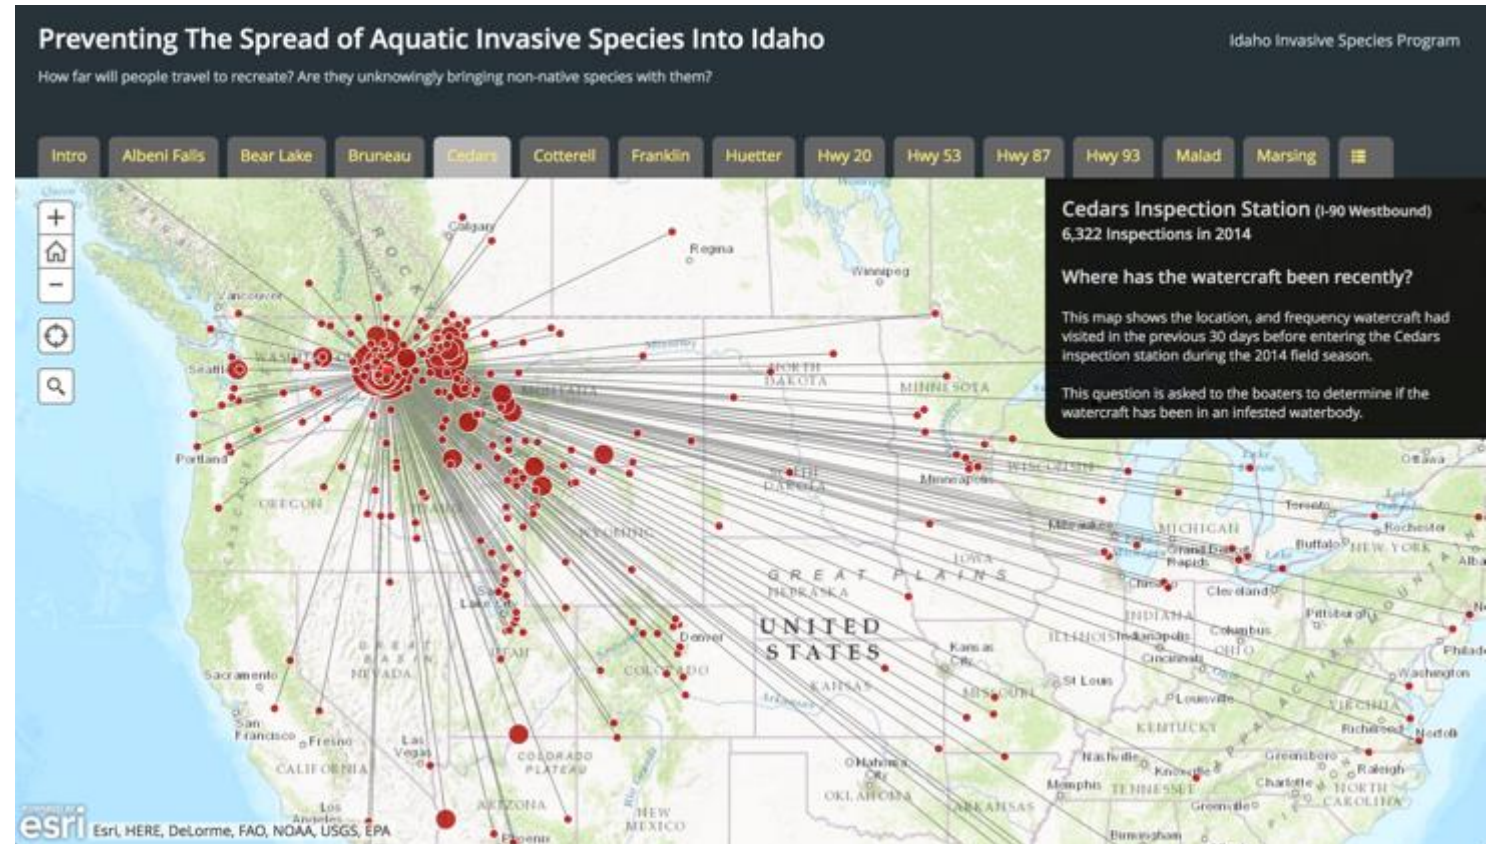 Preventing The Spread of Aquatic Invasive Species Into Idaho
Idaho Invasive Species Program
How far will people travel to recreate? Are they unknowingly bringing non-native species with them?
Intro
Albeni Falls
Bear Lake
Bruneau
Cedars
Cotterell
Franklin
Huetter
Hwy 20
Hwy 53
Hwy 87
Hwy 93
Malad
Marsing
Cedars Inspection Station (I-90 Westbound)
6,322 Inspections in 2014
Where has the watercraft been recently?
This map shows the location, and frequency watercraft had
visited in the previous 30 days before entering the Cedars
inspection station during the 2014 field season.
This question is asked to the boaters to determine if the
watercraft has been in an infested waterbody.
Calgary
Regina
Winnipeg
Vancouver
Portland
OREGON
NORTH
DAKOTA
MINNESOTA
Minneapolis
WISCONSIN
DAKOTA
WYOMING
IOWA
GREAT PLAINS
NEBRASKA
UNITED
STATES
Ottawa
Toronto
Rochester
Buffalo
NEW YORK
MICHIGAN
Grand
Rapids
Cleveland
Pittsburgh
INDIANA
Indianapolis
Columbus
OHIO
Cincinnati
Washington
St Louis
Louisville
VIRGINIA
KENTUCKY
Richmond
Norfolk
Denver
COLORADO
UTAH
NEVADA
Sacramento
San
Francisco
Fresno
Las
Vegas
CALIFORNIA
COLORADO
PLATEAU
Kansas
City
KANSAS
MISSOURI
Oklahoma
City
OKLAHOMA
ARKANSAS
Nashville
Knoxville
Memphis
TENNESSEE
Greensboro
Raleigh
Charlotte
NORTH
CAROLINA
Greenville
Birmingham
ARIZONA
NEW
MEXICO
Los
Angeles
Phoenix
POWERED BY
esri
Esri, HERE, DeLorme, FAO, NOAA, USGS, EPA